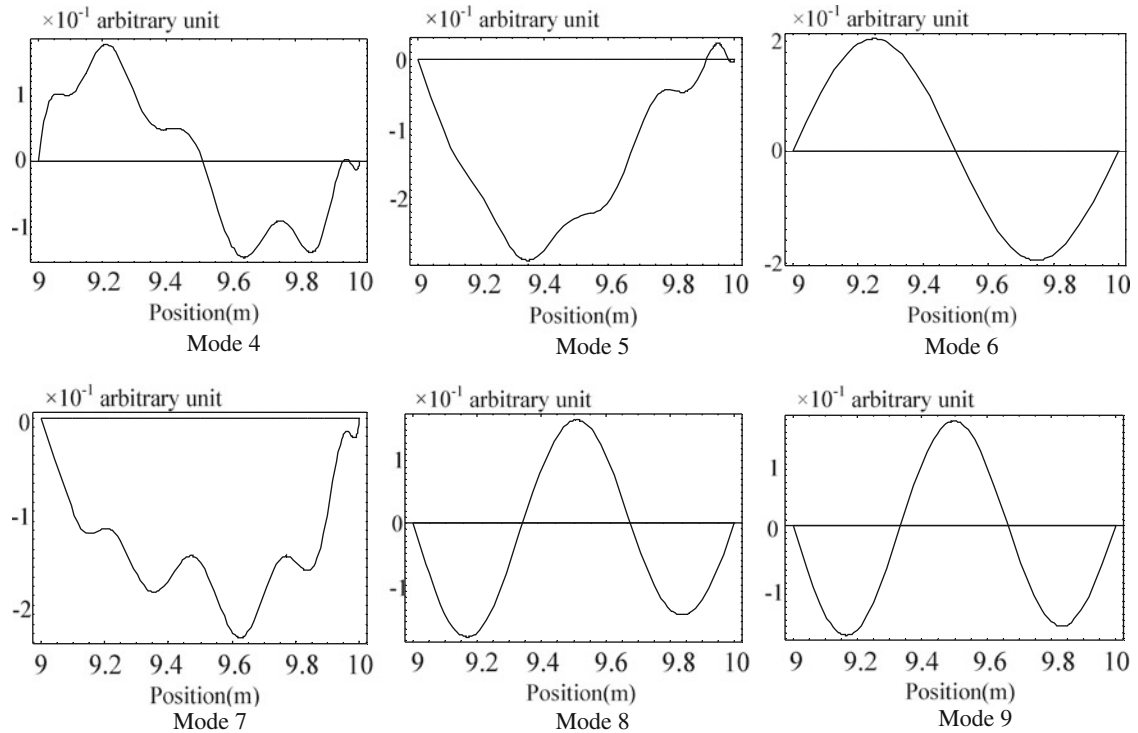 ×10⁻¹ arbitrary unit
1
0
-1
9 9.2 9.4 9.6 9.8 10
Position(m)
Mode 4
×10⁻¹ arbitrary unit
0
-1
-2
9 9.2 9.4 9.6 9.8 10
Position(m)
Mode 5
×10⁻¹ arbitrary unit
2
0
-2
9 9.2 9.4 9.6 9.8 10
Position(m)
Mode 6
×10⁻¹ arbitrary unit
0
-1
-2
9 9.2 9.4 9.6 9.8 10
Position(m)
Mode 7
×10⁻¹ arbitrary unit
1
0
-1
9 9.2 9.4 9.6 9.8 10
Position(m)
Mode 8
×10⁻¹ arbitrary unit
1
0
-1
9 9.2 9.4 9.6 9.8 10
Position(m)
Mode 9